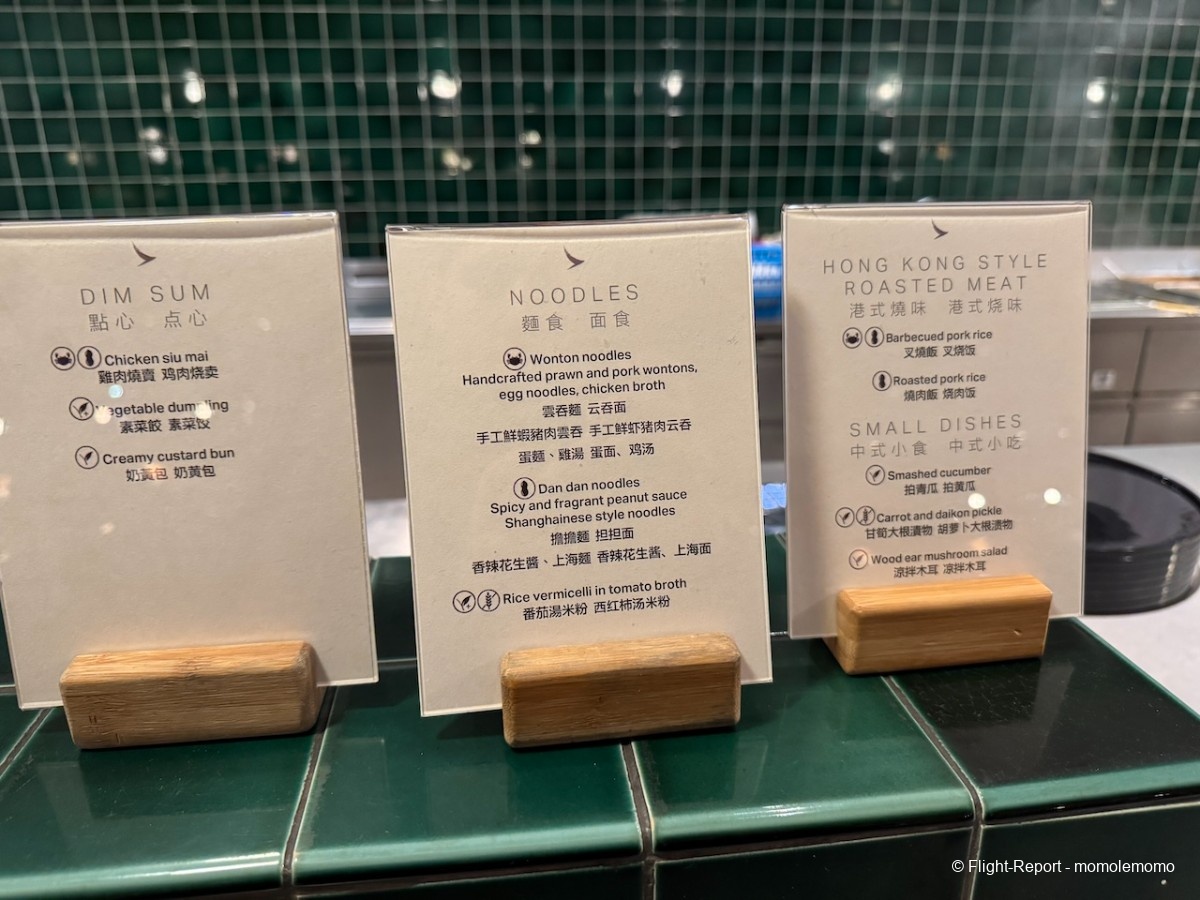 DIM SUM
點心 点心
Chicken siu mai
雞肉燒賣 鸡肉烧卖
Vegetable dumpling
素菜餃 素菜饺
Creamy custard bun
奶黃包 奶黄包
NOODLES
麵食 面食
Wonton noodles
Handcrafted prawn and pork wontons,
egg noodles, chicken broth
雲吞麵 云吞面
手工鮮蝦豬肉雲吞 手工鲜虾猪肉云吞
蛋麵、雞湯 蛋面、鸡汤
Dan dan noodles
Spicy and fragrant peanut sauce
Shanghainese style noodles
擔擔麵 担担面
香辣花生醬、上海麵 香辣花生酱、上海面
Rice vermicelli in tomato broth
番茄湯米粉 西红柿汤米粉
HONG KONG STYLE
ROASTED MEAT
港式燒味 港式烧味
Barbecued pork rice
叉燒飯 叉烧饭
Roasted pork rice
燒肉飯 烧肉饭
SMALL DISHES
中式小食 中式小吃
Smashed cucumber
拍青瓜 拍黄瓜
Carrot and daikon pickle
甘筍大根漬物 胡萝卜大根渍物
Wood ear mushroom salad
涼拌木耳 凉拌木耳
© Flight-Report - momolemomo